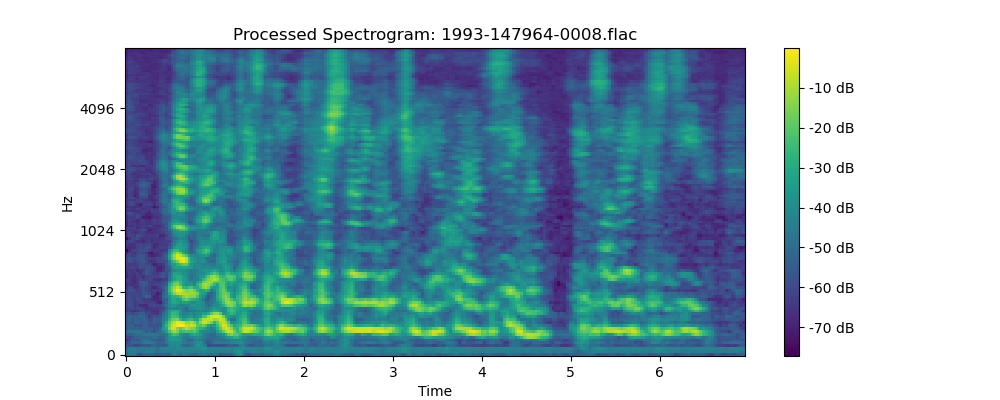 Processed Spectrogram: 1993-147964-0008.flac
Hz
4096
2048
1024
512
0
0 1 2 3 4 5 6
Time
-10 dB
-20 dB
-30 dB
-40 dB
-50 dB
-60 dB
-70 dB